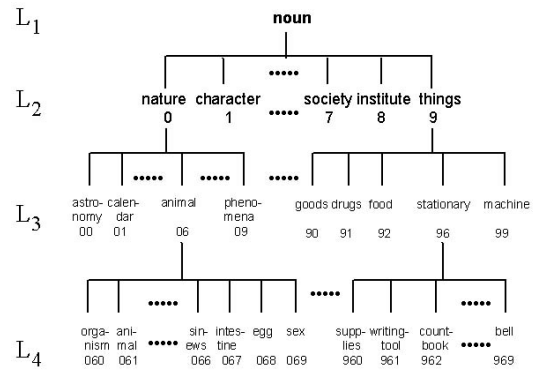 L1 noun
L2 nature character ..... society institute things
0 1 ..... 7 8 9
..... ..... .....
L3 astro- calen- animal pheno- goods drugs food stationary machine
nomy dar mena
00 01 06 09 90 91 92 96 99
.....
L4 orga- ani- ..... sin- intes- egg sex supp- writing- count- ..... bell
nism mal ..... ews tine lies tool book .....
060 061 066 067 068 069 960 961 962 969